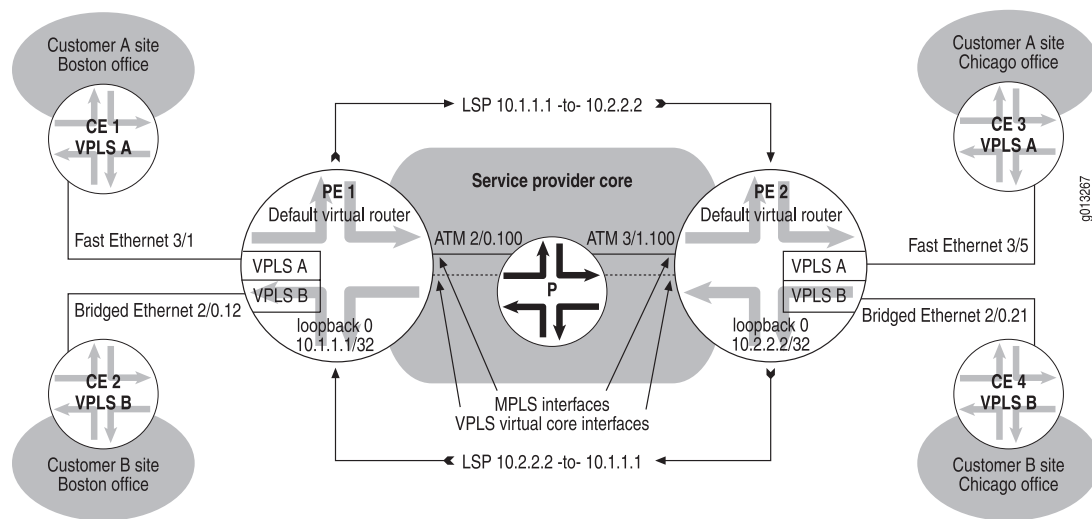 Customer A site
Boston office
CE 1
VPLS A
Fast Ethernet 3/1
Bridged Ethernet 2/0.12
CE 2
VPLS B
Customer B site
Boston office
LSP 10.1.1.1 -to- 10.2.2.2
Service provider core
PE 1
Default virtual router
VPLS A
VPLS B
loopback 0
10.1.1.1/32
ATM 2/0.100
ATM 3/1.100
P
MPLS interfaces
VPLS virtual core interfaces
LSP 10.2.2.2 -to- 10.1.1.1
PE 2
Default virtual router
VPLS A
VPLS B
loopback 0
10.2.2.2/32
Customer A site
Chicago office
CE 3
VPLS A
Fast Ethernet 3/5
Bridged Ethernet 2/0.21
CE 4
VPLS B
Customer B site
Chicago office
g013267